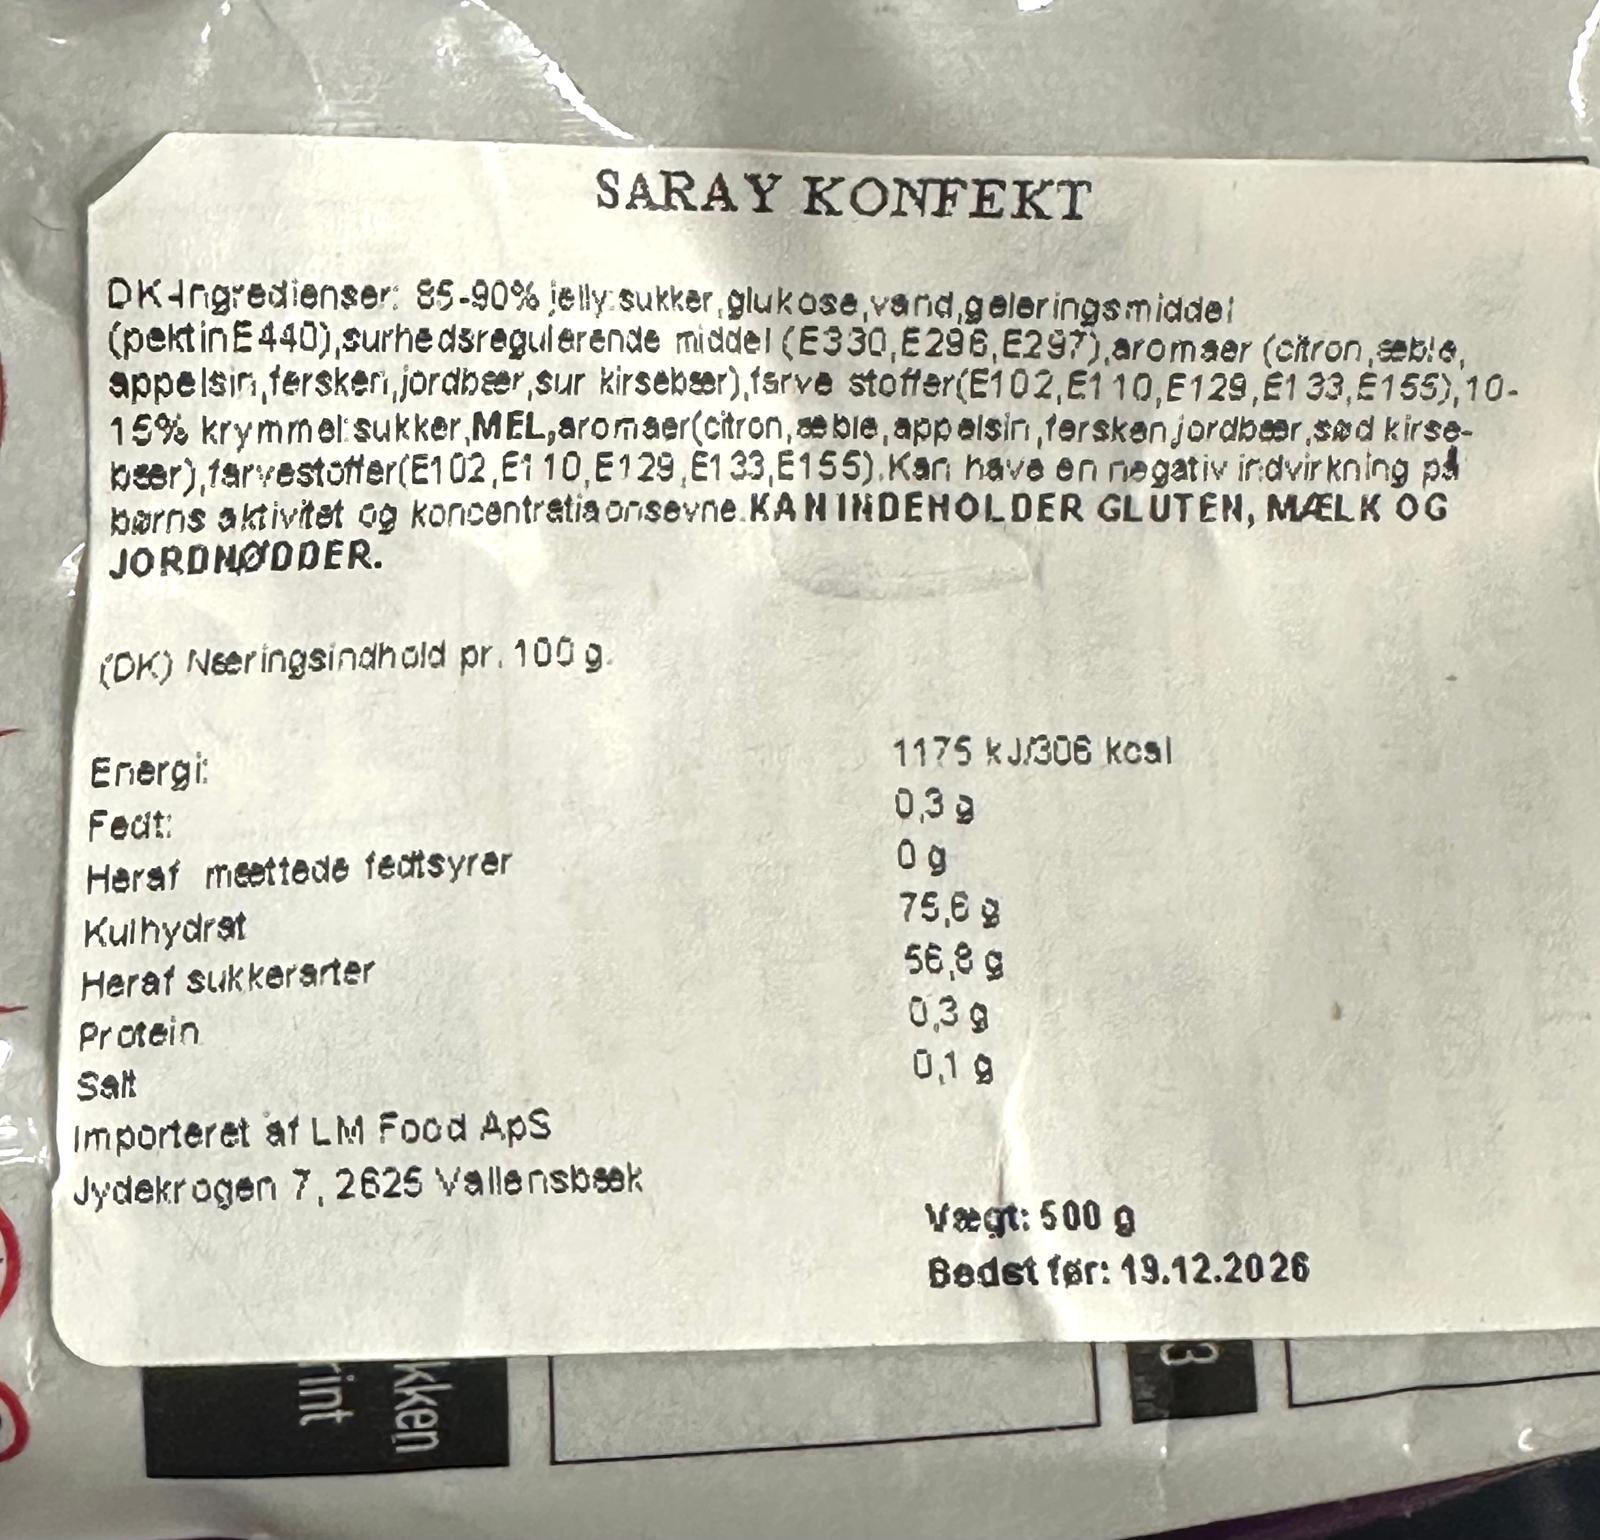 SARAY KONFEKT
DK-Ingredienser: 85-90% jelly:sukker,glukose,vand,geleringsmiddel
(pektinE440),surhedsregulerende middel (E330,E296,E297),aromaer (citron,æble,
appelsin,fersken,jordbær,sur kirsebær),farve stoffer(E102,E110,E129,E133,E155),10-
15% krymmel:sukker,MEL,aromaer(citron,æble,appelsin,fersken,jordbær,sød kirse-
bær),farvestoffer(E102,E110,E129,E133,E155).Kan have en negativ indvirkning på
børns aktivitet og koncentratiaonsevne.KAN INDEHOLDER GLUTEN, MÆLK OG
JORDNØDDER.
(DK) Næringsindhold pr. 100 g.
Energi: 1175 kJ/306 kcal
Fedt: 0,3 g
Heraf mættede fedtsyrer 0 g
Kulhydrat 75,6 g
Heraf sukkerarter 56,8 g
Protein 0,3 g
Salt 0,1 g
Importeret af LM Food ApS
Jydekrogen 7, 2625 Vallensbæk
Vægt: 500 g
Bedst før: 19.12.2026